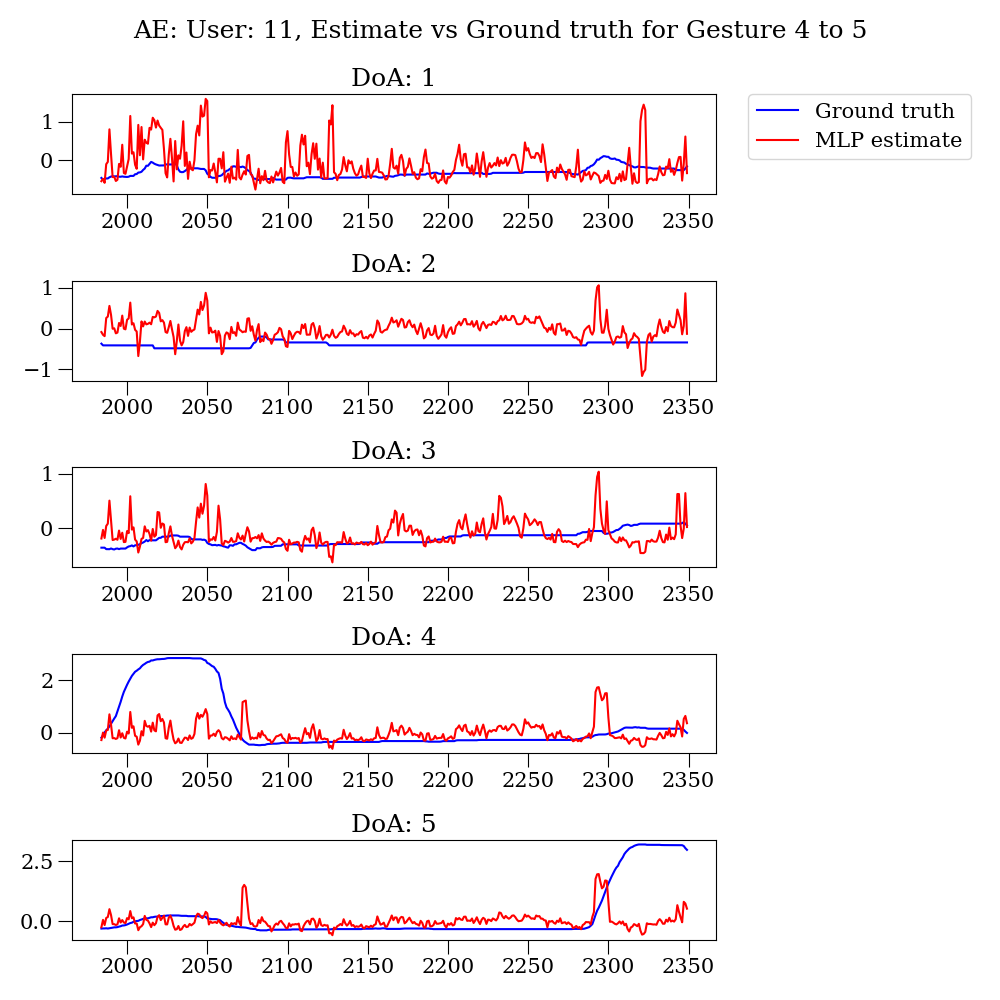 AE: User: 11, Estimate vs Ground truth for Gesture 4 to 5
DoA: 1
Ground truth
MLP estimate
1
0
2000 2050 2100 2150 2200 2250 2300 2350
DoA: 2
1
0
−1
2000 2050 2100 2150 2200 2250 2300 2350
DoA: 3
1
0
2000 2050 2100 2150 2200 2250 2300 2350
DoA: 4
2
0
2000 2050 2100 2150 2200 2250 2300 2350
DoA: 5
2.5
0.0
2000 2050 2100 2150 2200 2250 2300 2350